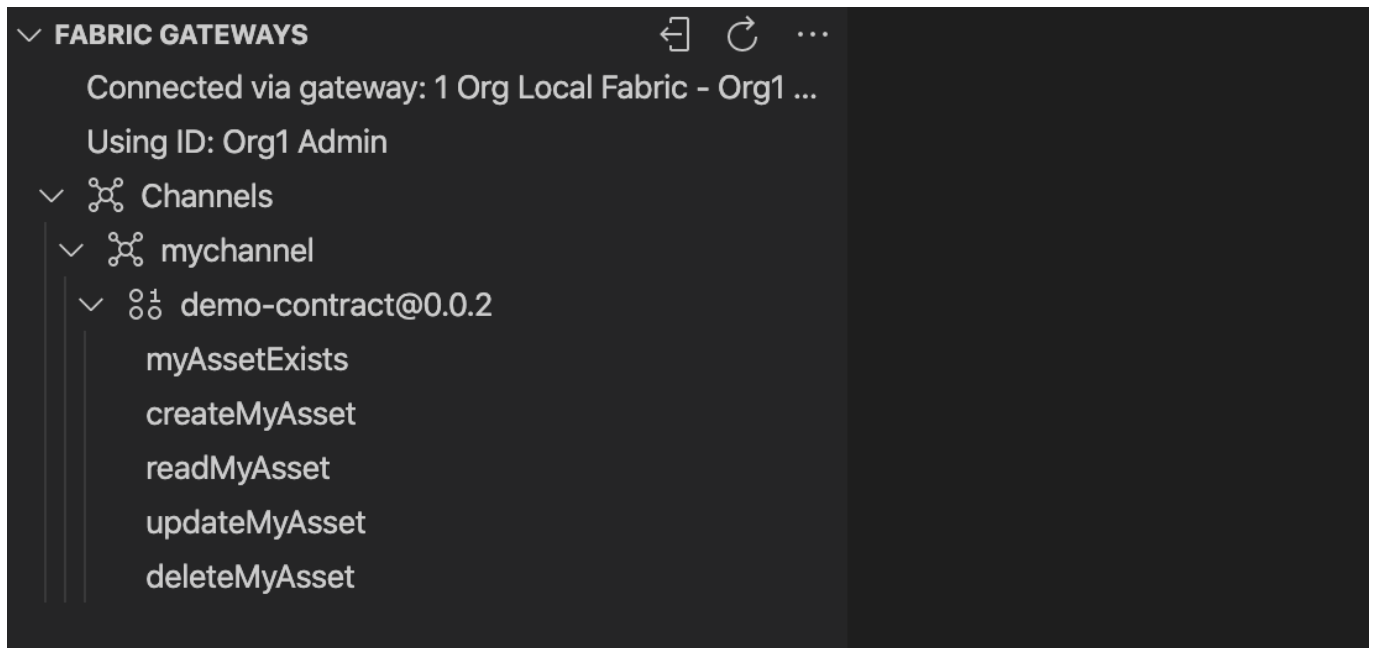 FABRIC GATEWAYS
Connected via gateway: 1 Org Local Fabric - Org1 ...
Using ID: Org1 Admin
Channels
mychannel
demo-contract@0.0.2
myAssetExists
createMyAsset
readMyAsset
updateMyAsset
deleteMyAsset